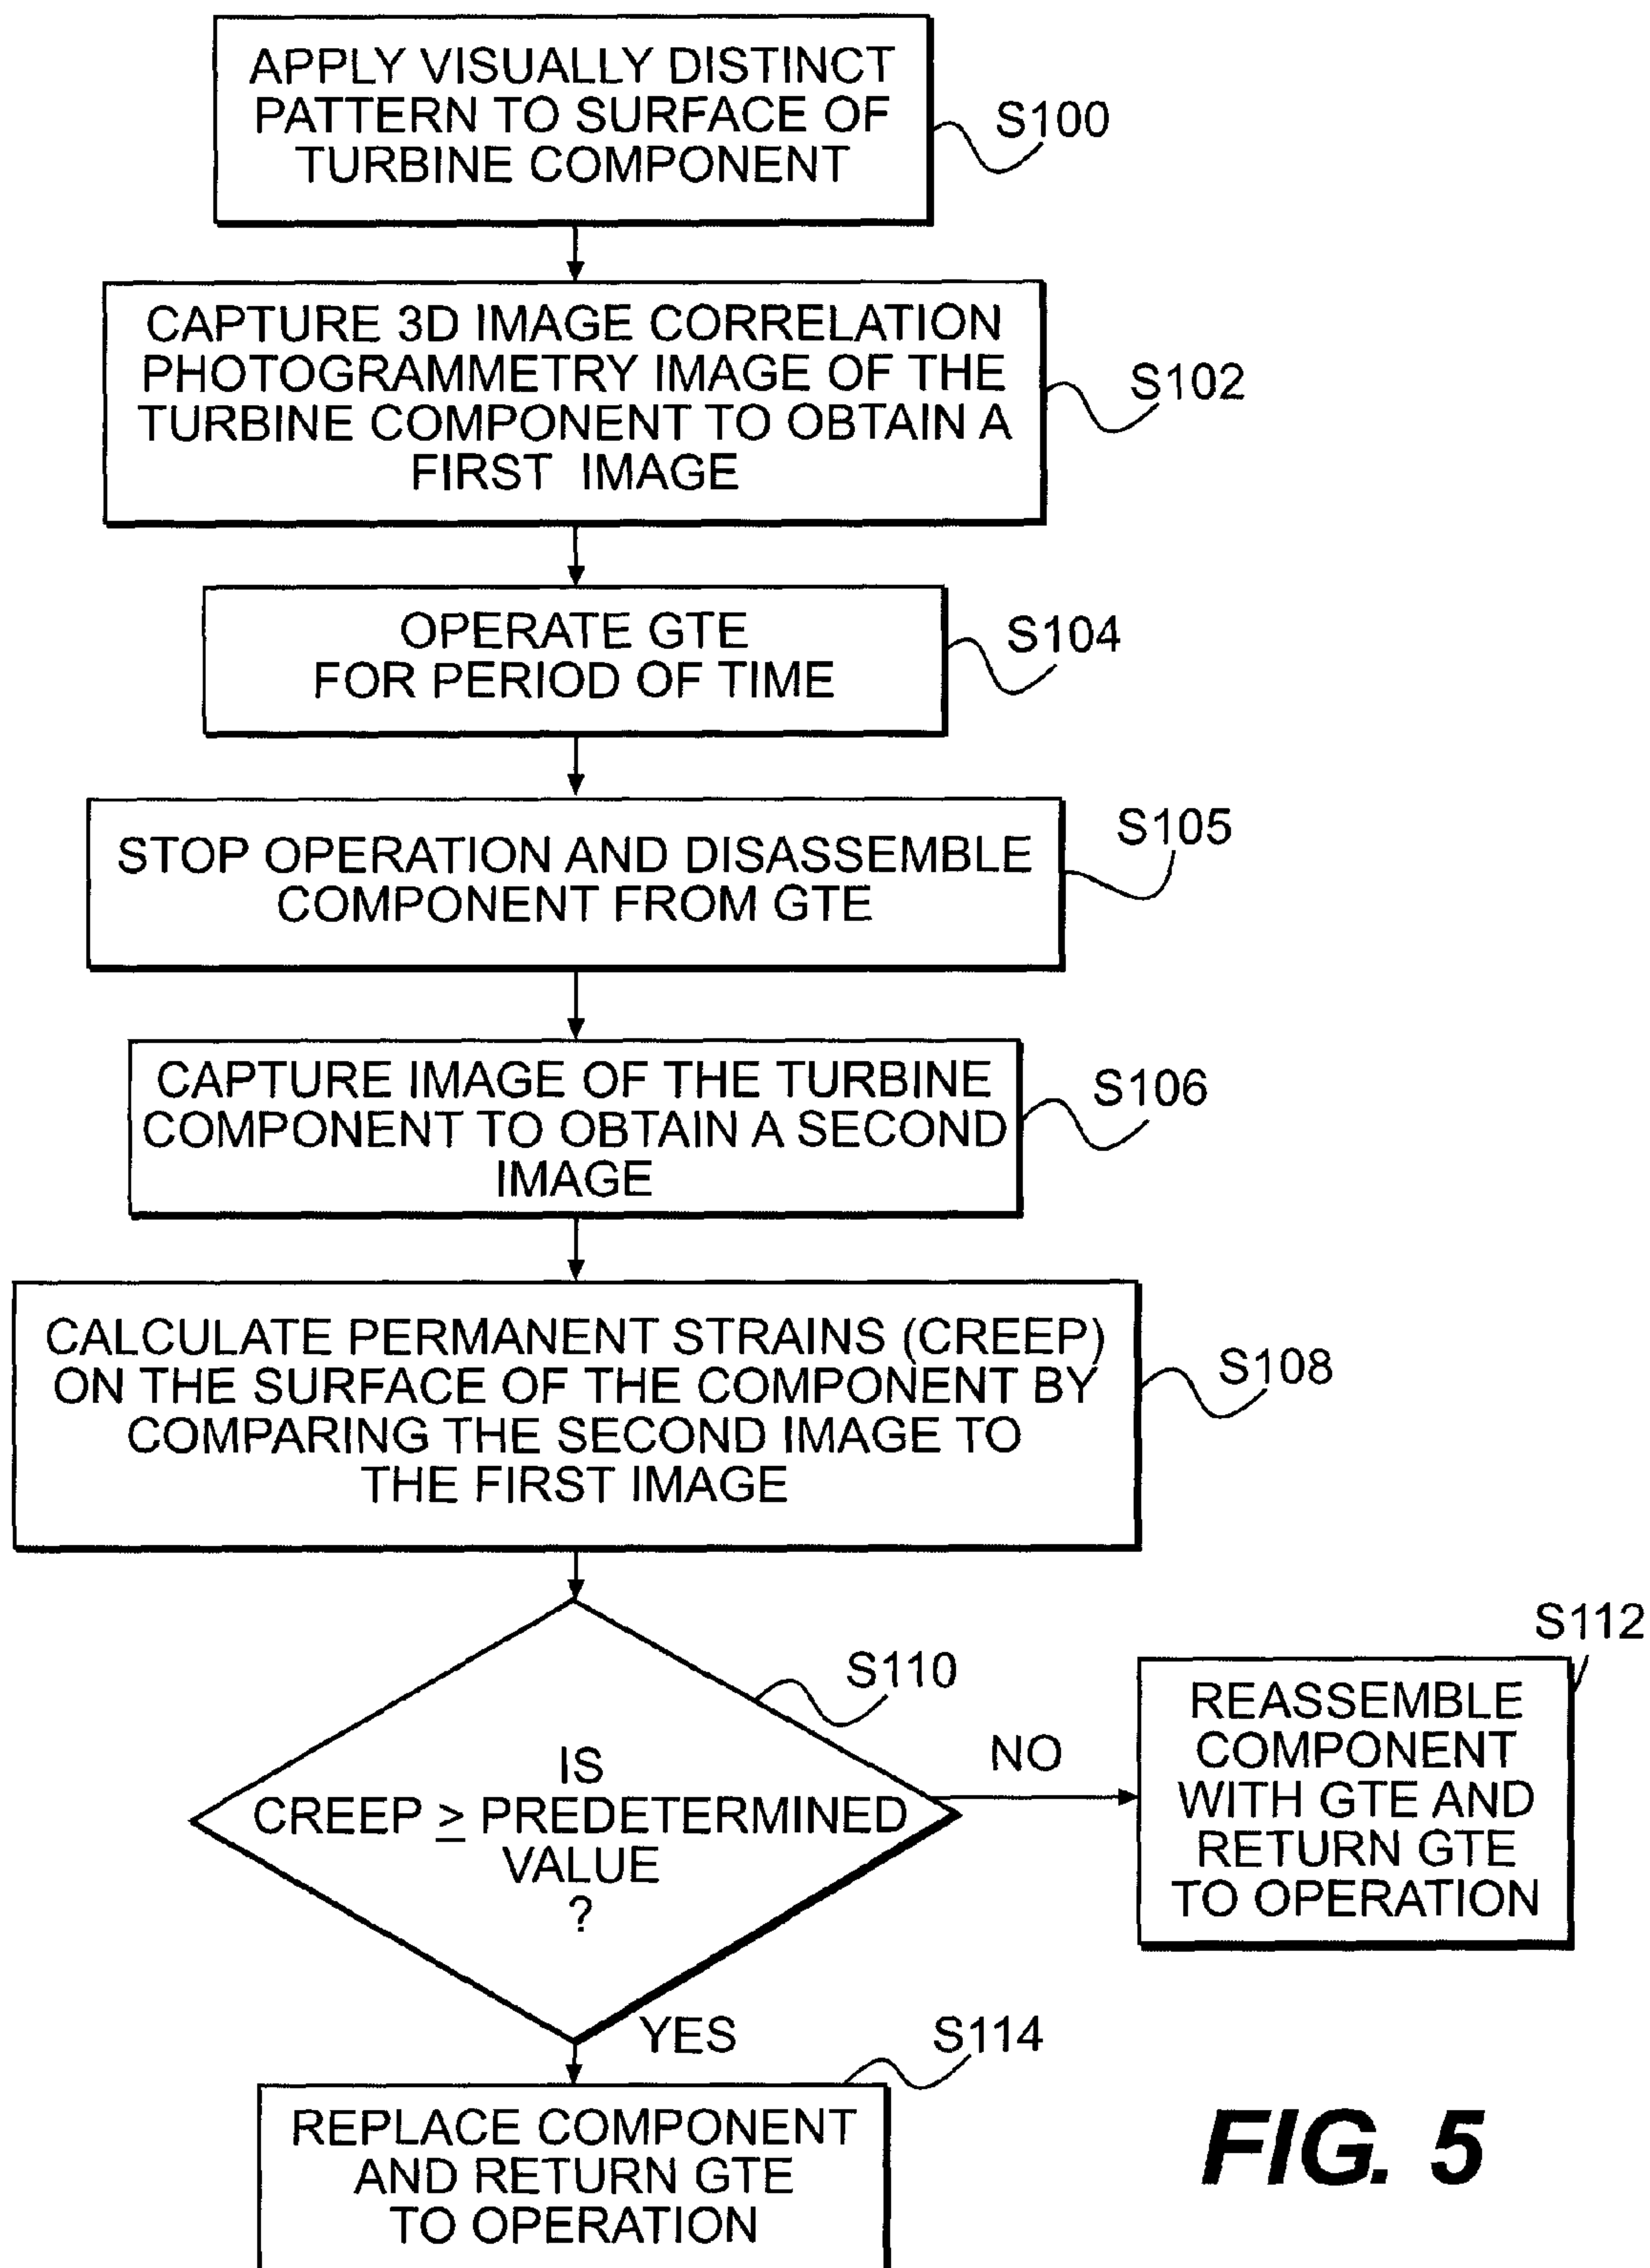 APPLY VISUALLY DISTINCT
PATTERN TO SURFACE OF
TURBINE COMPONENT
S100
CAPTURE 3D IMAGE CORRELATION
PHOTOGRAMMETRY IMAGE OF THE
TURBINE COMPONENT TO OBTAIN A
FIRST IMAGE
S102
OPERATE GTE
FOR PERIOD OF TIME
S104
STOP OPERATION AND DISASSEMBLE
COMPONENT FROM GTE
S105
CAPTURE IMAGE OF THE TURBINE
COMPONENT TO OBTAIN A SECOND
IMAGE
S106
CALCULATE PERMANENT STRAINS (CREEP)
ON THE SURFACE OF THE COMPONENT BY
COMPARING THE SECOND IMAGE TO
THE FIRST IMAGE
S108
IS
CREEP ≥ PREDETERMINED
VALUE
?
S110
NO
S112
REASSEMBLE
COMPONENT
WITH GTE AND
RETURN GTE
TO OPERATION
YES
S114
REPLACE COMPONENT
AND RETURN GTE
TO OPERATION
FIG. 5